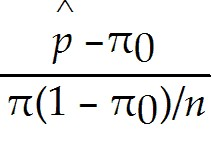 p̂ – π₀
π(1 – π₀)/n